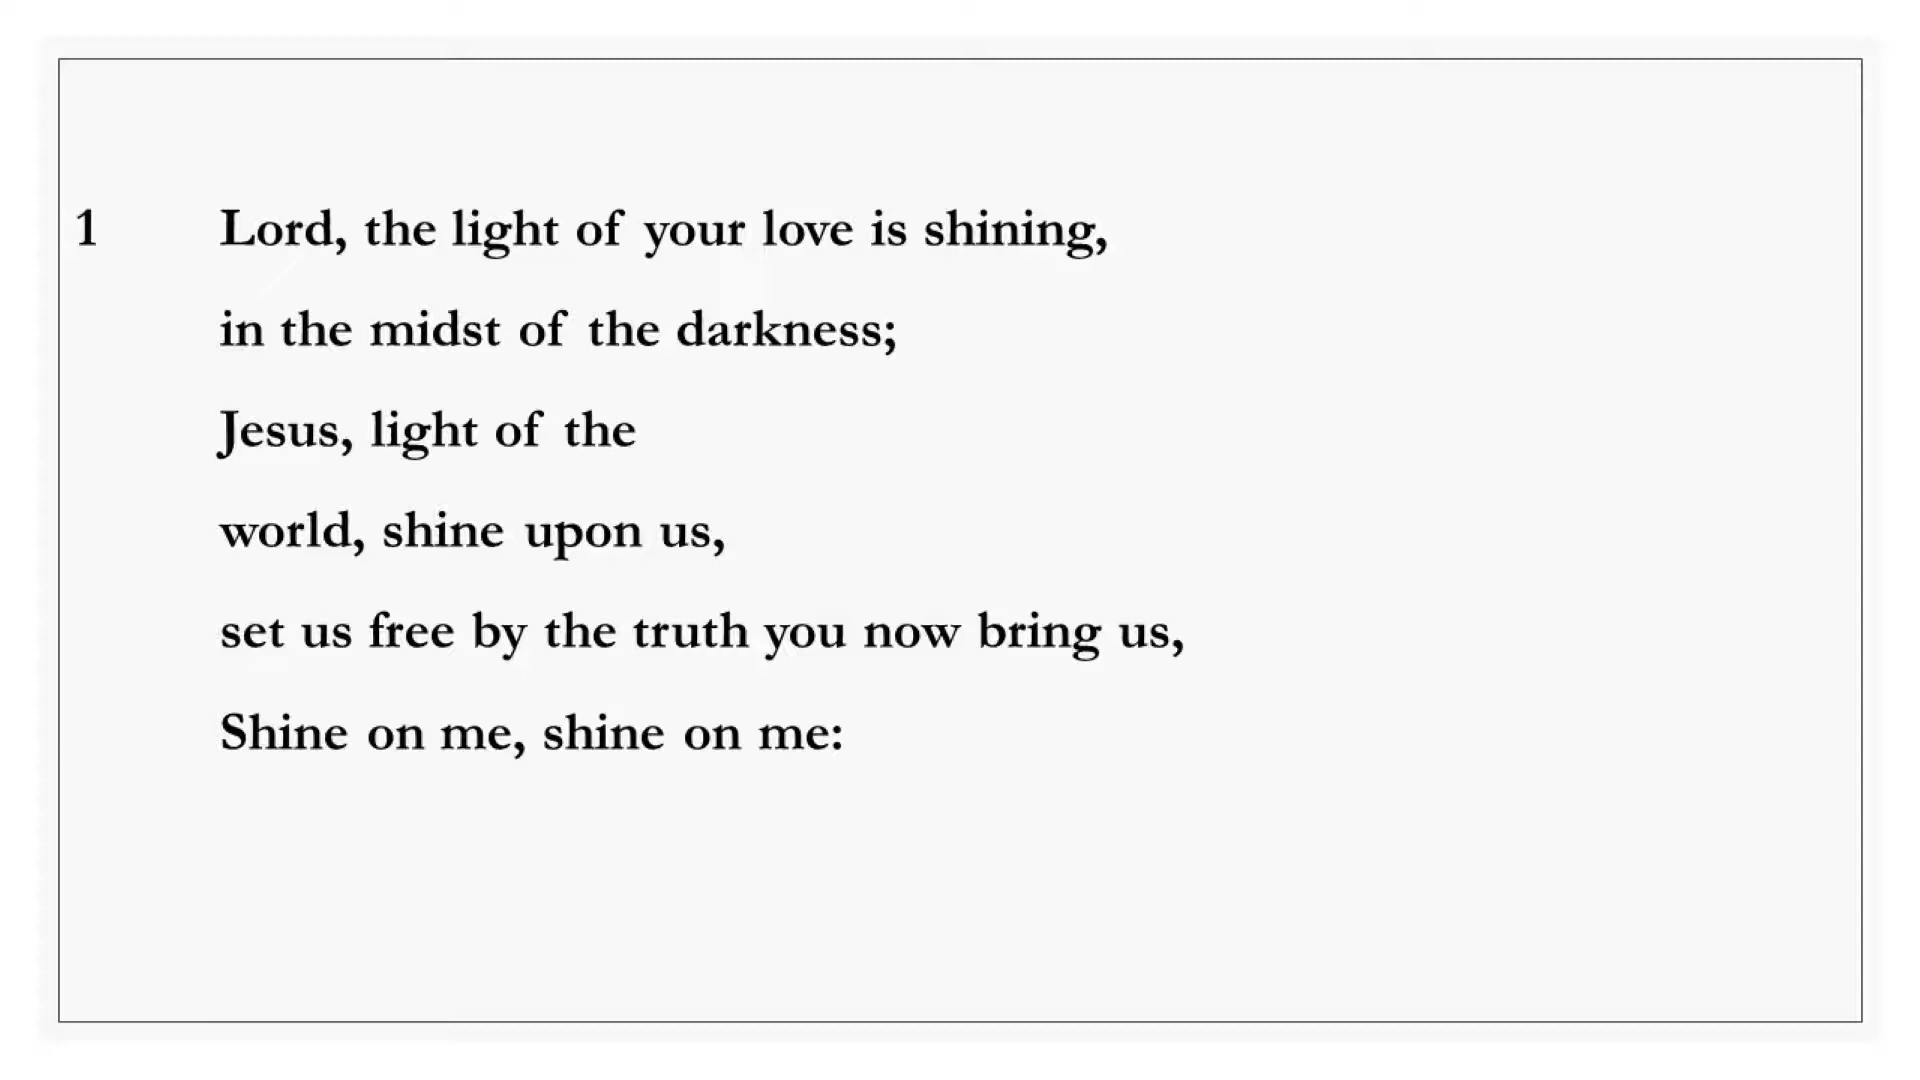 1 Lord, the light of your love is shining,
in the midst of the darkness;
Jesus, light of the
world, shine upon us,
set us free by the truth you now bring us,
Shine on me, shine on me: